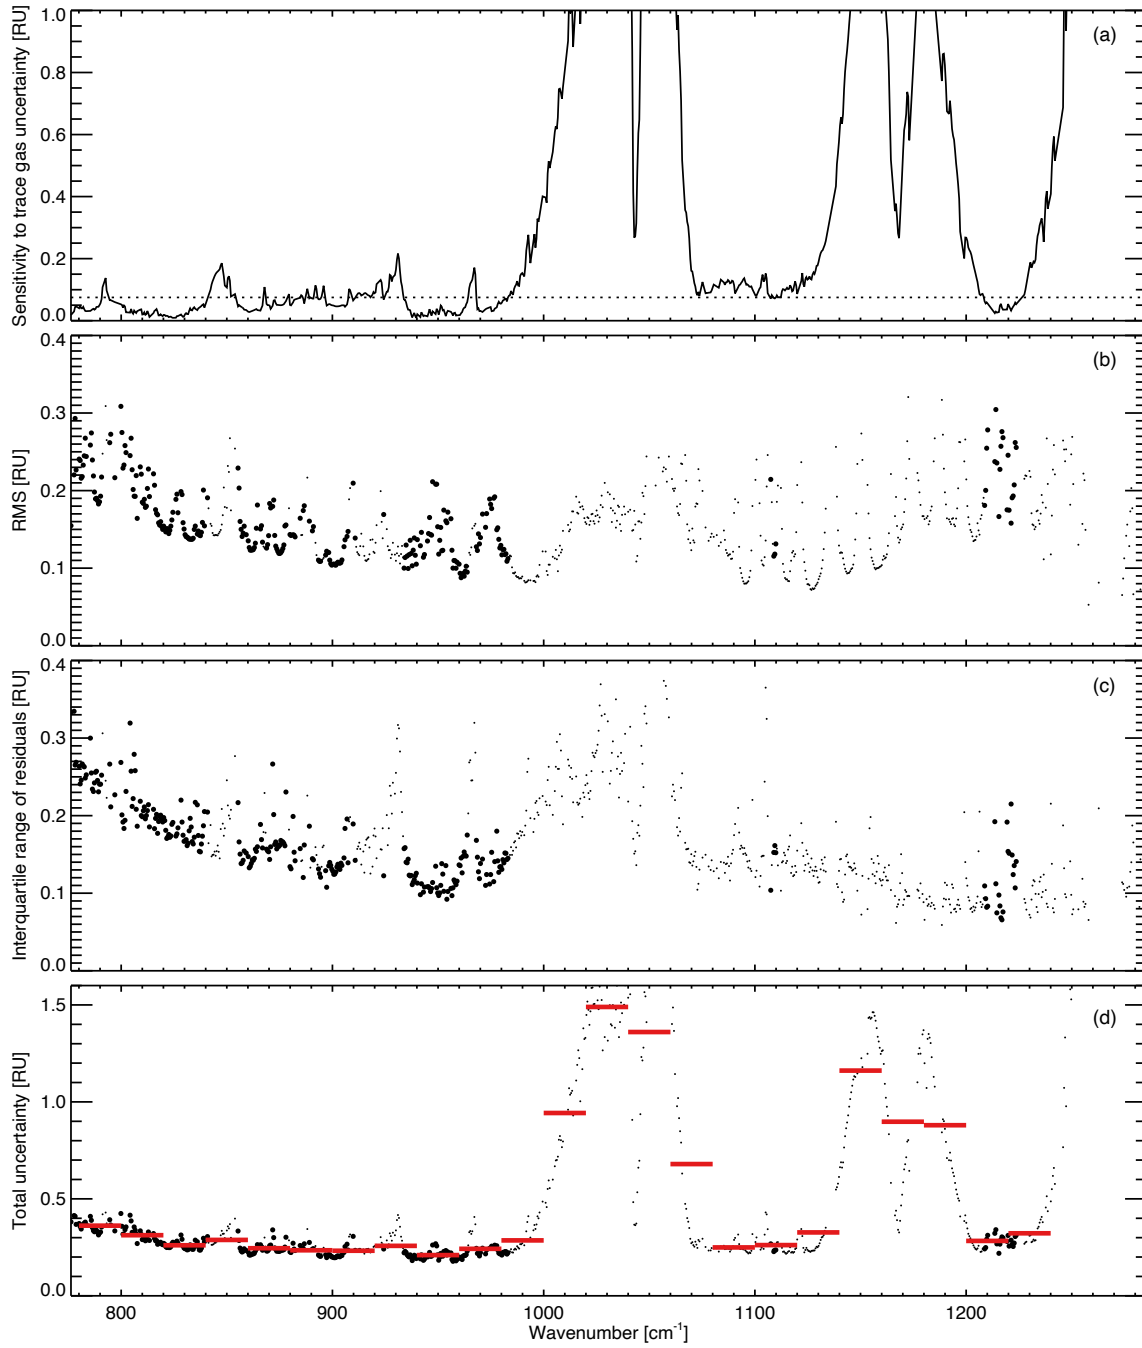 Sensitivity to trace gas uncertainty [RU]
1.0
0.8
0.6
0.4
0.2
0.0
(a)
RMS [RU]
0.4
0.3
0.2
0.1
0.0
(b)
Interquartile range of residuals [RU]
0.4
0.3
0.2
0.1
0.0
(c)
Total uncertainty [RU]
1.5
1.0
0.5
0.0
(d)
800 900 1000 1100 1200
Wavenumber [cm⁻¹]